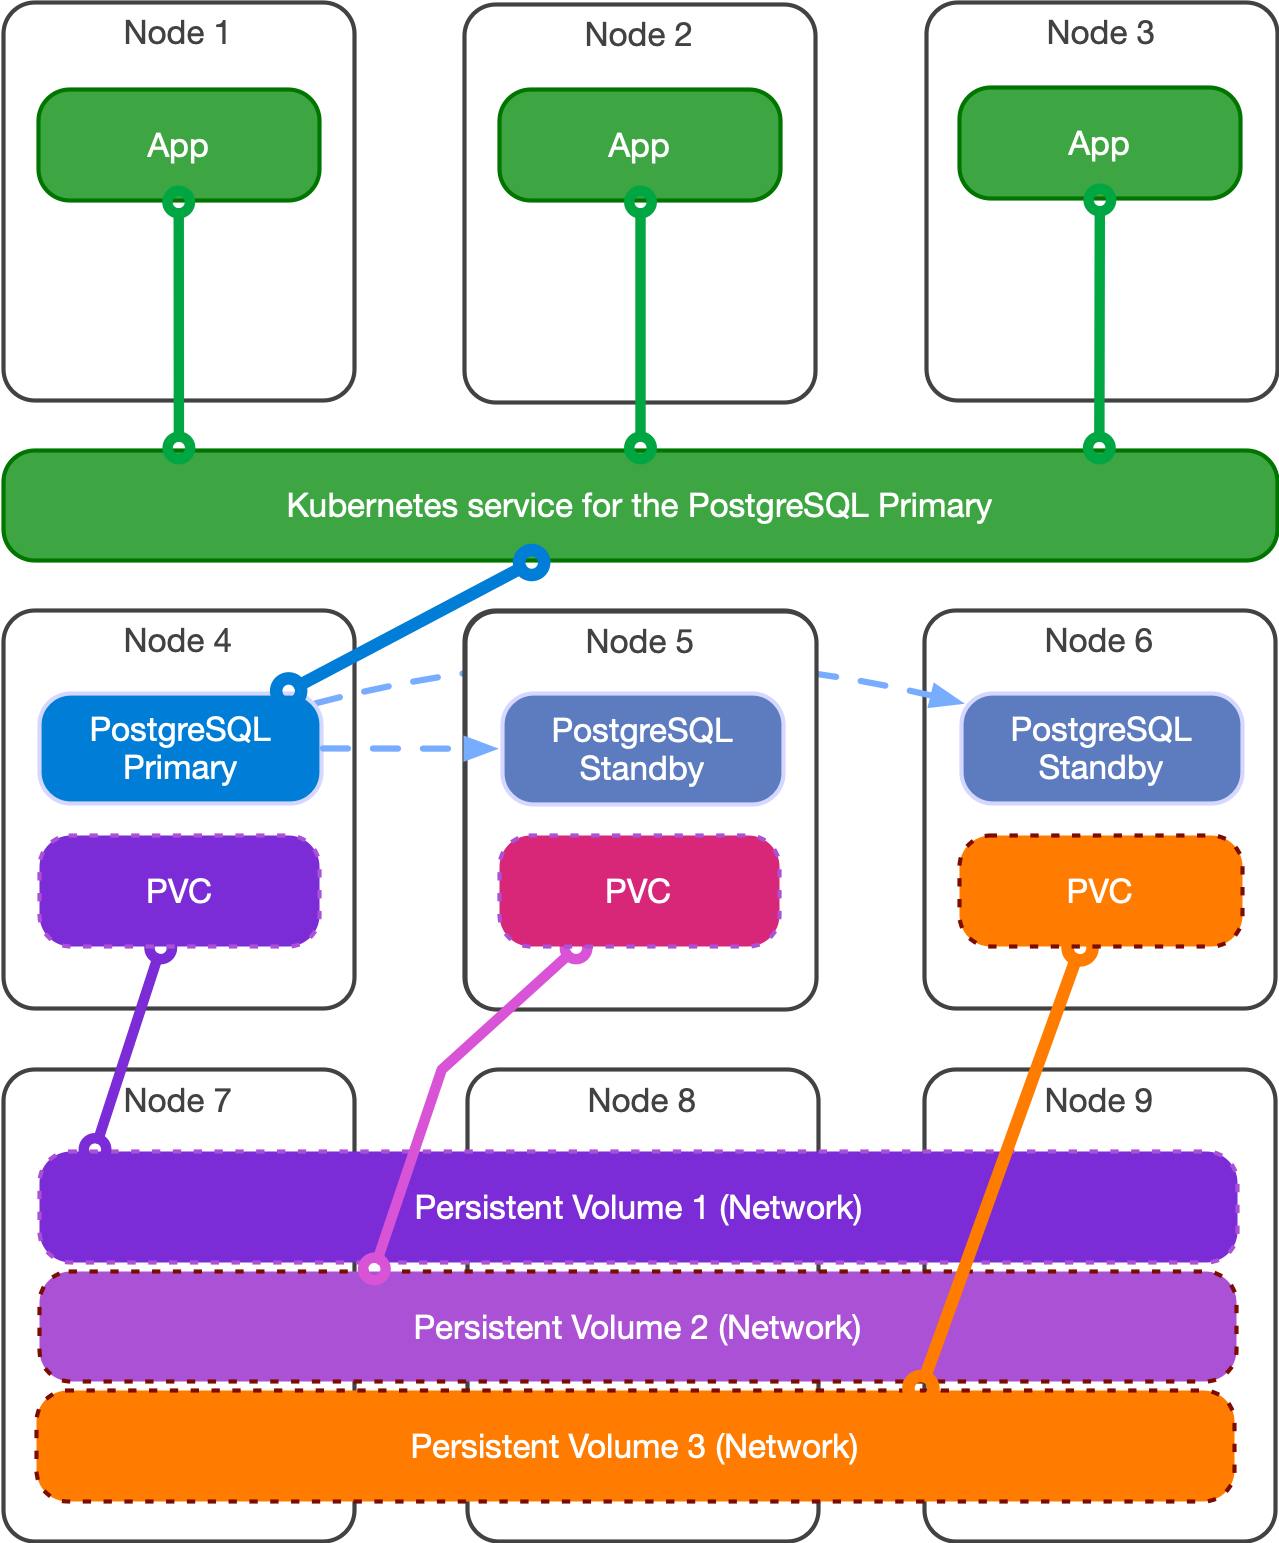 Node 1
Node 2
Node 3
App
App
App
Kubernetes service for the PostgreSQL Primary
Node 4
Node 5
Node 6
PostgreSQL
Primary
PostgreSQL
Standby
PostgreSQL
Standby
PVC
PVC
PVC
Node 7
Node 8
Node 9
Persistent Volume 1 (Network)
Persistent Volume 2 (Network)
Persistent Volume 3 (Network)